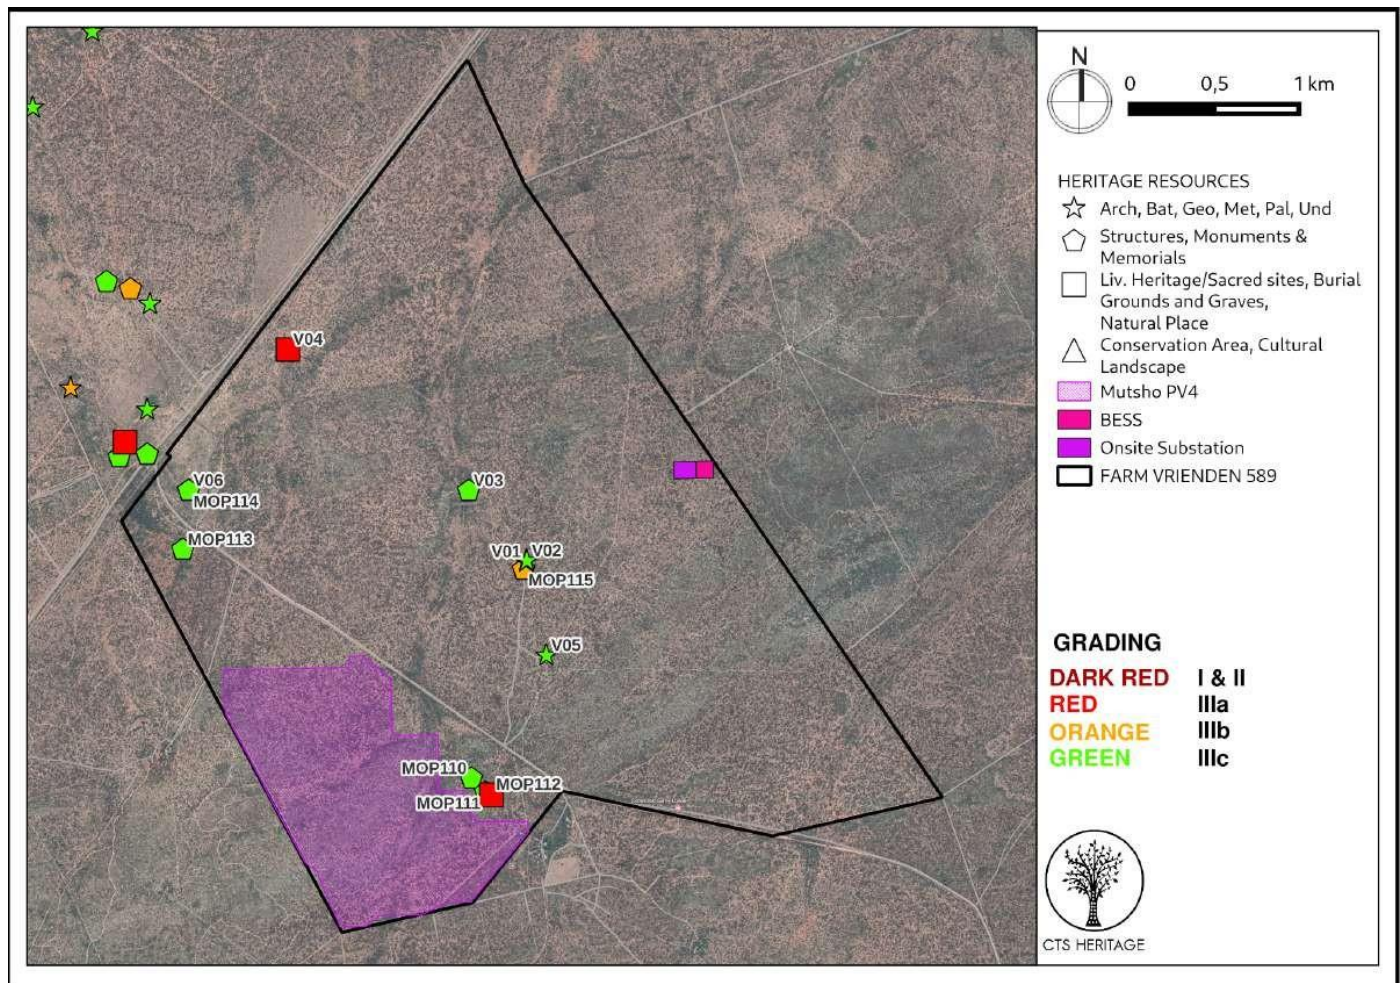 N
0 0,5 1 km
HERITAGE RESOURCES
Arch, Bat, Geo, Met, Pal, Und
Structures, Monuments &
Memorials
Liv. Heritage/Sacred sites, Burial
Grounds and Graves,
Natural Place
Conservation Area, Cultural
Landscape
Mutsho PV4
BESS
Onsite Substation
FARM VRIENDEN 589
GRADING
DARK RED I & II
RED IIIa
ORANGE IIIb
GREEN IIIc
CTS HERITAGE
V04
V06
MOP114
V03
MOP113
V01 V02
MOP115
V05
MOP110
MOP112
MOP111